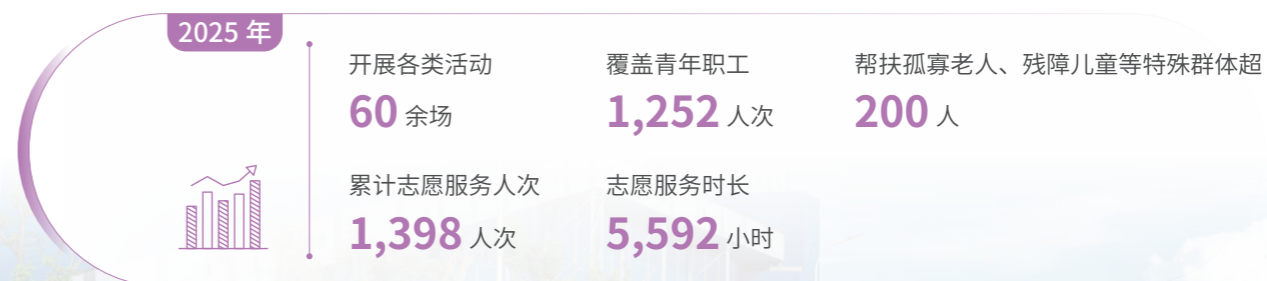 2025 年
开展各类活动
60 余场
覆盖青年职工
1,252 人次
帮扶孤寡老人、残障儿童等特殊群体超
200 人
累计志愿服务人次
1,398 人次
志愿服务时长
5,592 小时